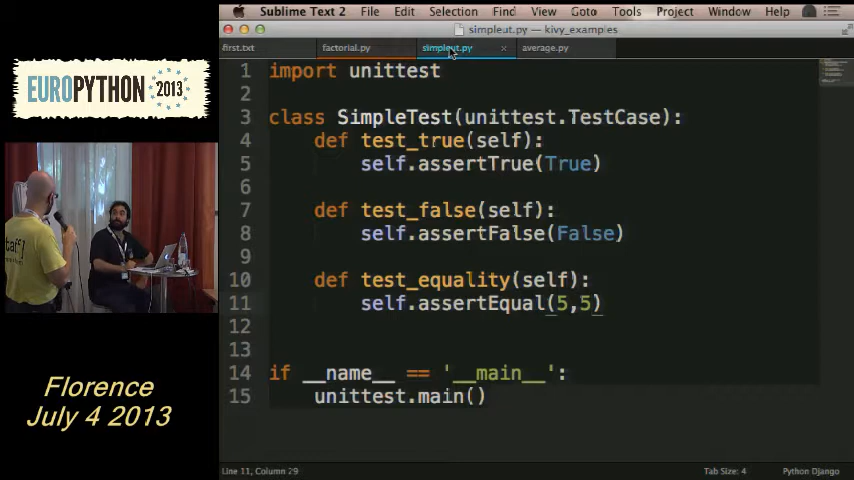 Sublime Text 2 File Edit Selection Find View Goto Tools Project Window Help
simpleut.py — kivy_examples
first.txt factorial.py simpleut.py × average.py
EUROPYTHON 2013
1 import unittest
2
3 class SimpleTest(unittest.TestCase):
4 def test_true(self):
5 self.assertTrue(True)
6
7 def test_false(self):
8 self.assertFalse(False)
9
10 def test_equality(self):
11 self.assertEqual(5,5)
12
13
14 if __name__ == '__main__':
15 unittest.main()
staff
Florence
July 4 2013
Line 11, Column 29 Tab Size: 4 Python Django